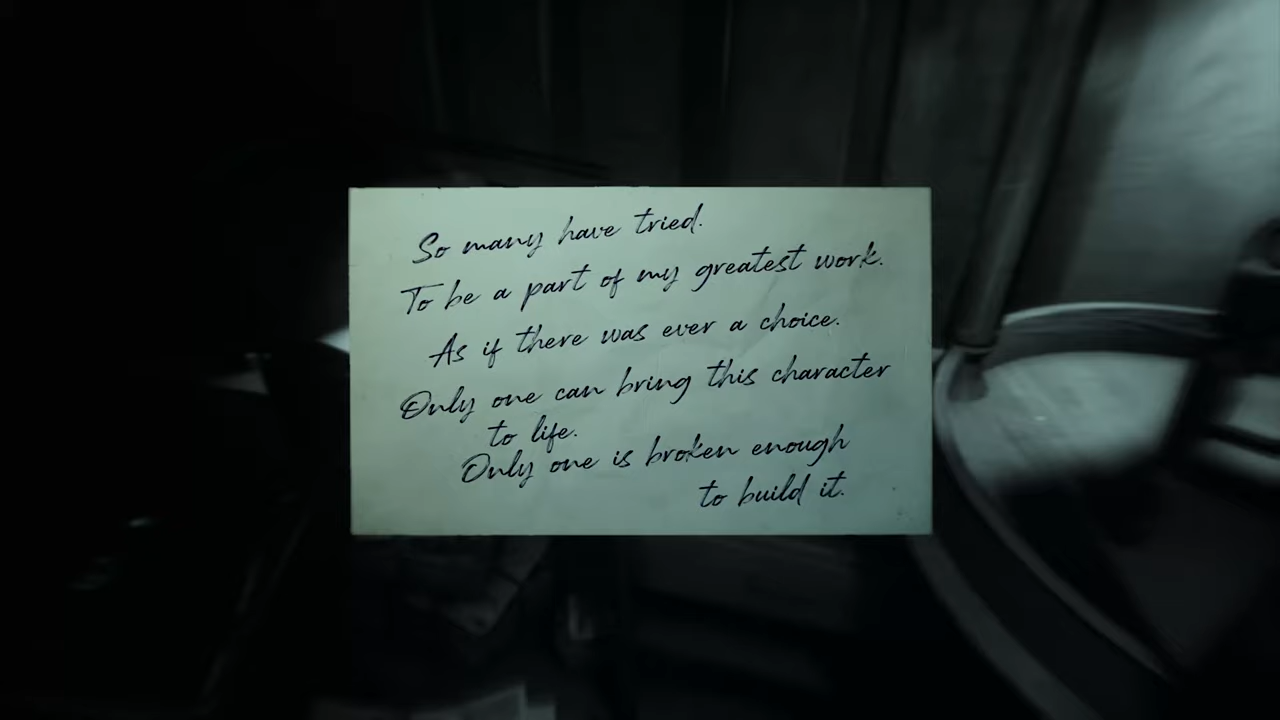 So many have tried.
To be a part of my greatest work.
As if there was ever a choice.
Only one can bring this character
to life.
Only one is broken enough
to build it.